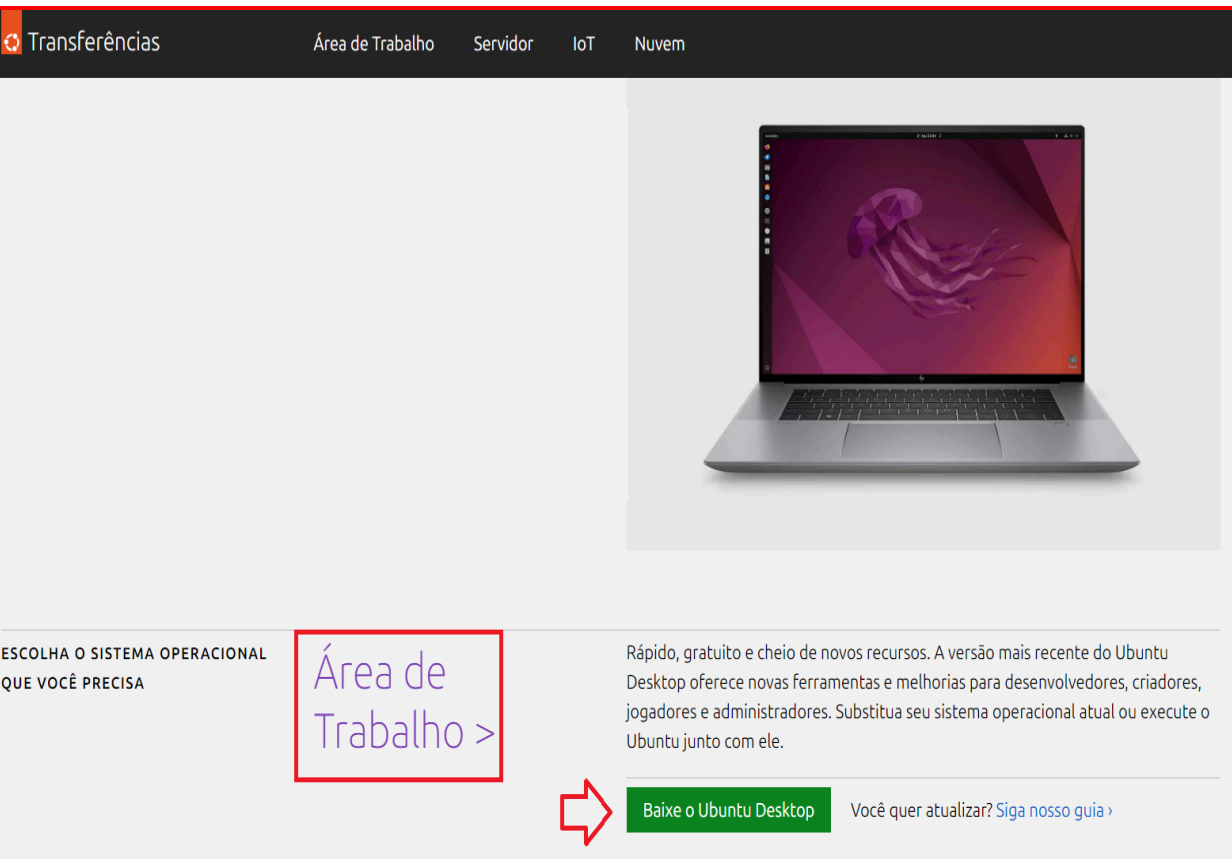 Transferências
Área de Trabalho
Servidor
IoT
Nuvem
ESCOLHA O SISTEMA OPERACIONAL
QUE VOCÊ PRECISA
Área de
Trabalho >
Rápido, gratuito e cheio de novos recursos. A versão mais recente do Ubuntu
Desktop oferece novas ferramentas e melhorias para desenvolvedores, criadores,
jogadores e administradores. Substitua seu sistema operacional atual ou execute o
Ubuntu junto com ele.
Baixe o Ubuntu Desktop
Você quer atualizar? Siga nosso guia ›